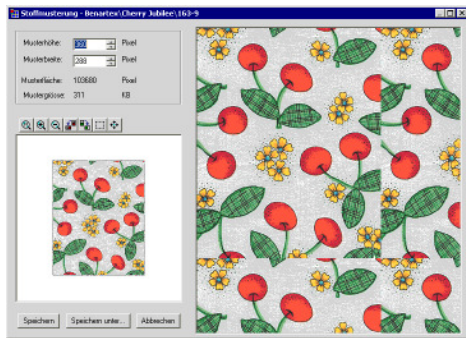 Stoffmusterung - Benartex\Cherry Jubilee\163-9
Musterhöhe: 360 Pixel
Musterbreite: 288 Pixel
Musterfläche: 103680 Pixel
Mustergrösse: 311 KB
Speichern Speichern unter... Abbrechen